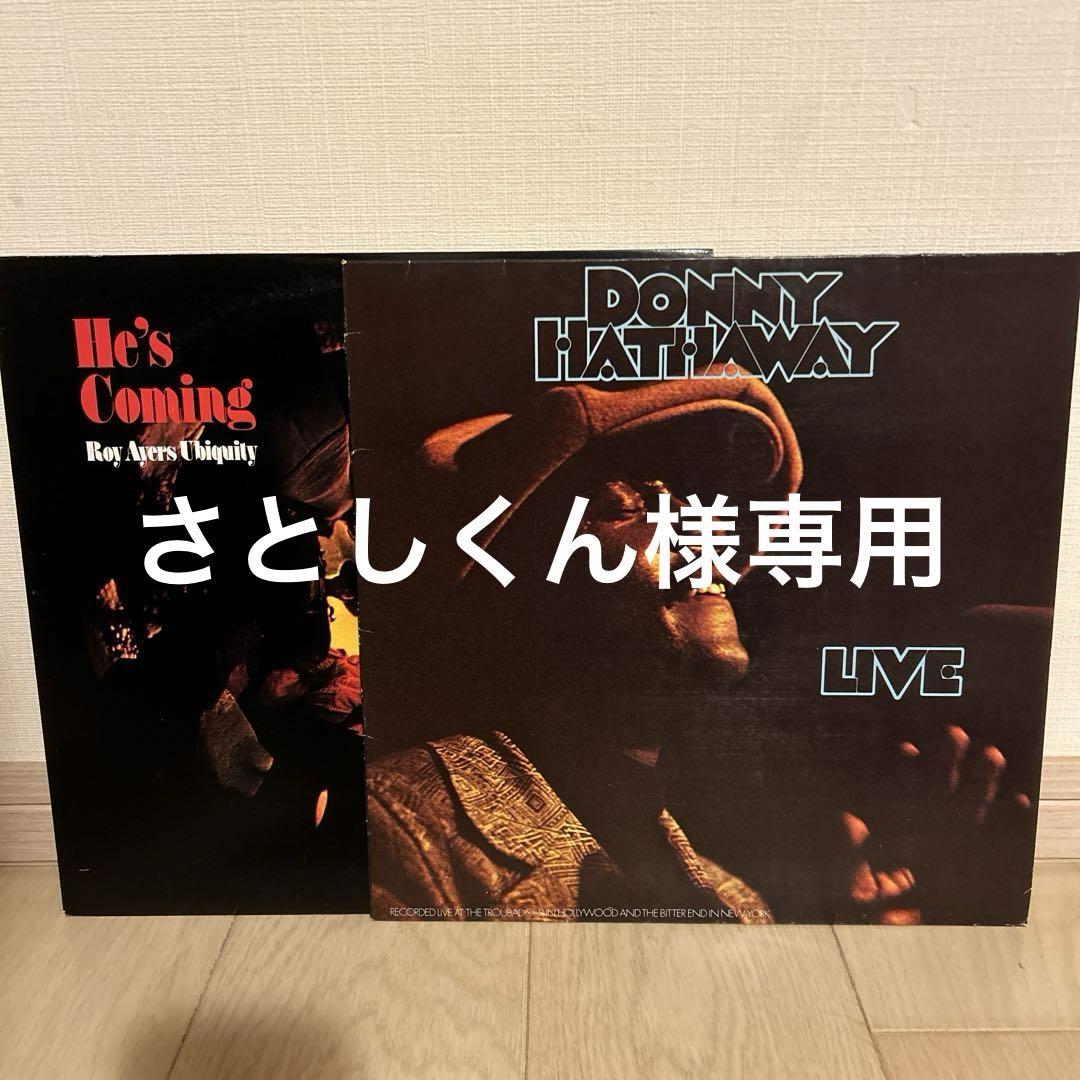 He's
Coming
Roy Ayers Ubiquity
DONNY
HATHAWAY
さとしくん様専用
LIVE
RECORDED LIVE AT THE TROUBADOUR IN HOLLYWOOD AND THE BITTER END IN NEW YORK